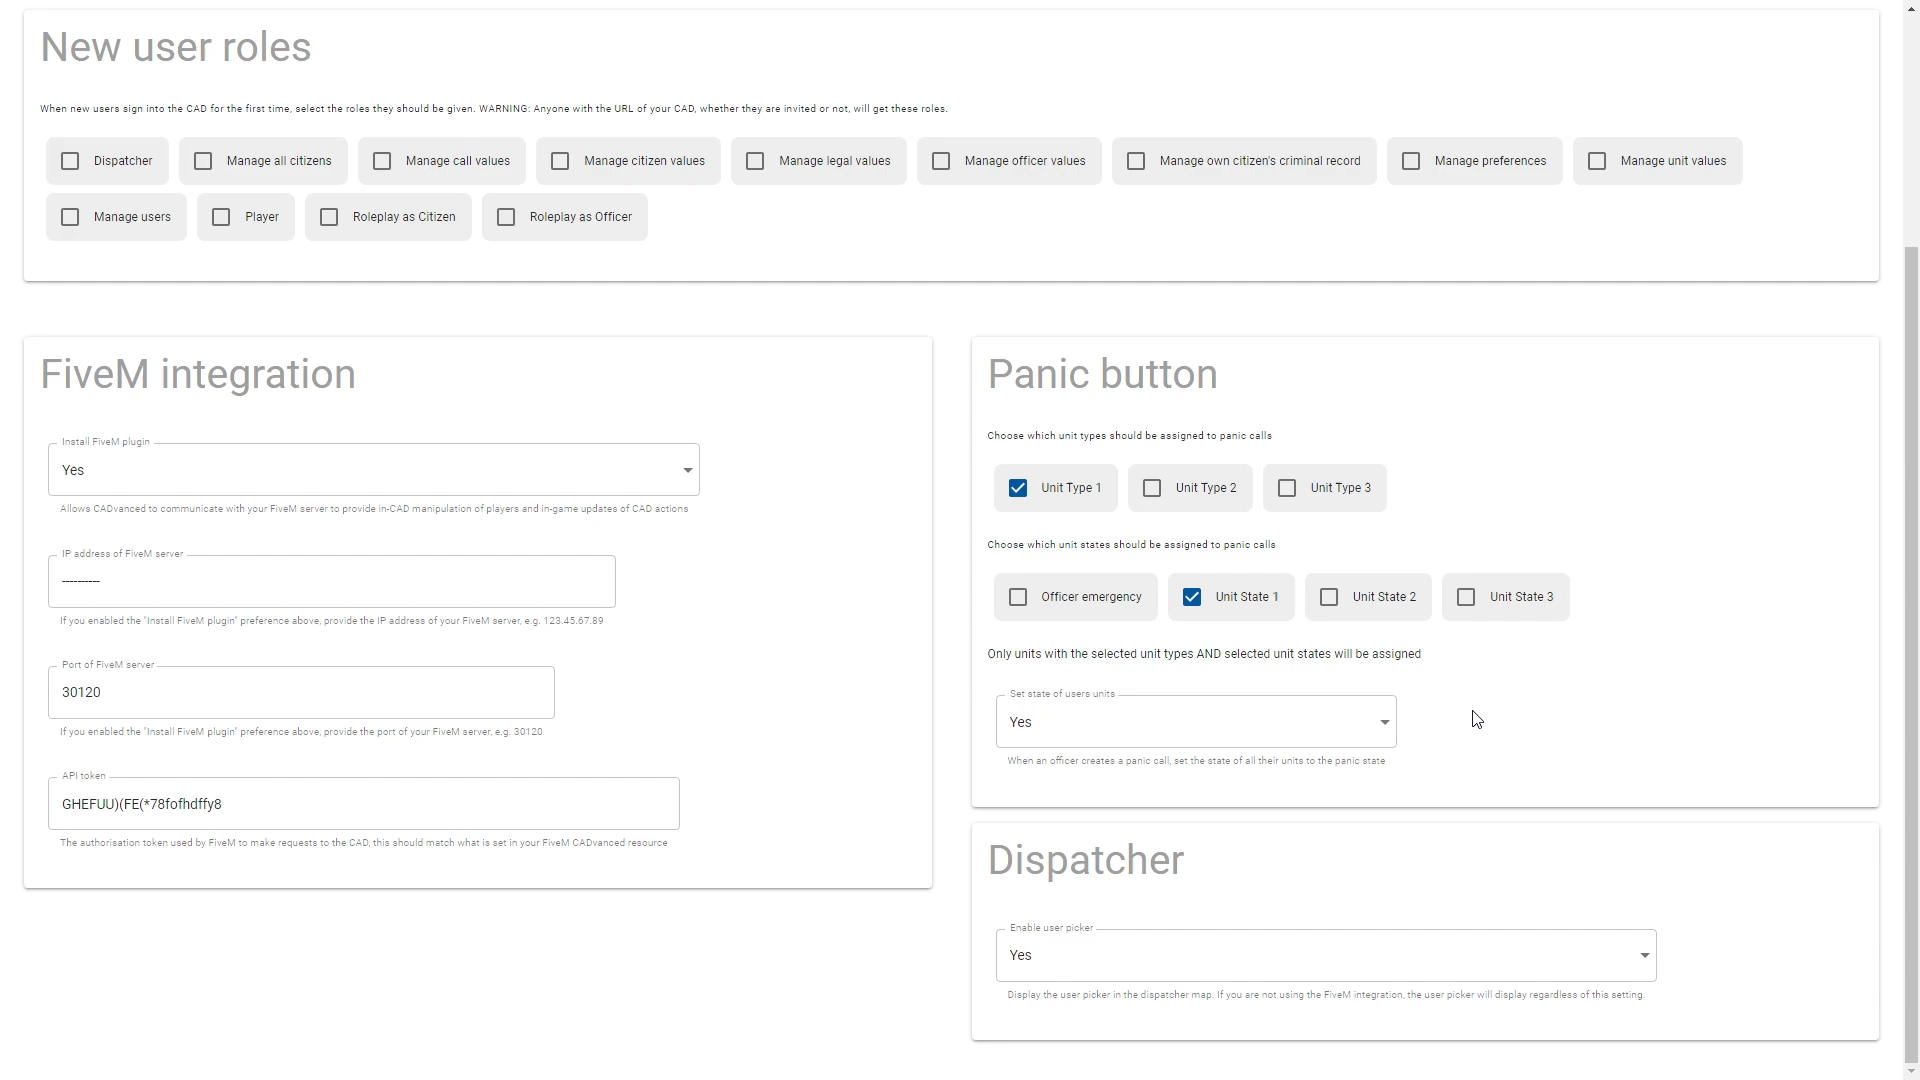 New user roles
When new users sign into the CAD for the first time, select the roles they should be given. WARNING: Anyone with the URL of your CAD, whether they are invited or not, will get these roles.
Dispatcher Manage all citizens Manage call values Manage citizen values Manage legal values Manage officer values Manage own citizen's criminal record Manage preferences Manage unit values
Manage users Player Roleplay as Citizen Roleplay as Officer
FiveM integration
Install FiveM plugin
Yes
Allows CADvanced to communicate with your FiveM server to provide in-CAD manipulation of players and in-game updates of CAD actions
IP address of FiveM server
----------
If you enabled the "Install FiveM plugin" preference above, provide the IP address of your FiveM server, e.g. 123.45.67.89
Port of FiveM server
30120
If you enabled the "Install FiveM plugin" preference above, provide the port of your FiveM server, e.g. 30120
API token
GHEFUU)(FE(*78fofhdffy8
The authorisation token used by FiveM to make requests to the CAD, this should match what is set in your FiveM CADvanced resource
Panic button
Choose which unit types should be assigned to panic calls
Unit Type 1 Unit Type 2 Unit Type 3
Choose which unit states should be assigned to panic calls
Officer emergency Unit State 1 Unit State 2 Unit State 3
Only units with the selected unit types AND selected unit states will be assigned
Set state of users units
Yes
When an officer creates a panic call, set the state of all their units to the panic state
Dispatcher
Enable user picker
Yes
Display the user picker in the dispatcher map. If you are not using the FiveM integration, the user picker will display regardless of this setting.